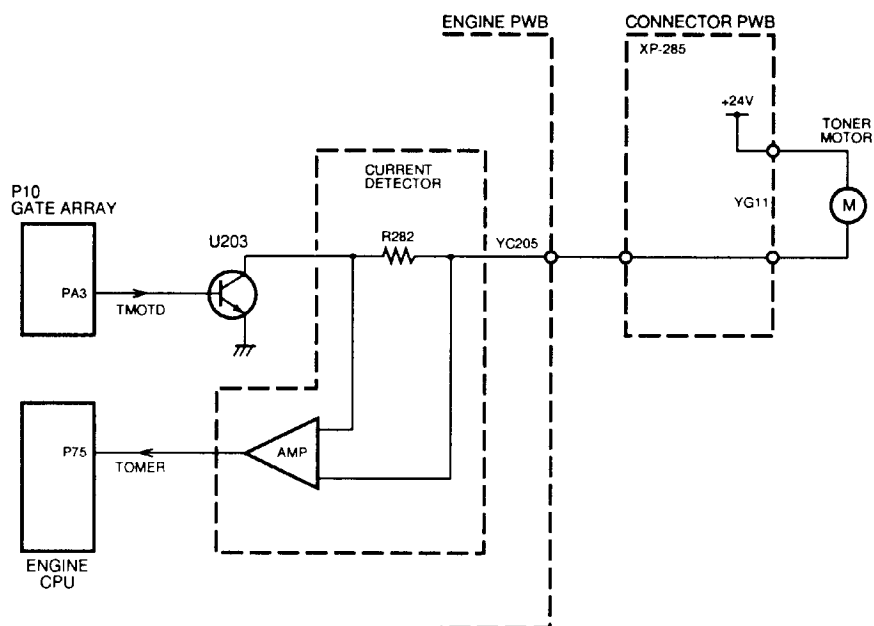 ENGINE PWB
CONNECTOR PWB
XP-285
+24V
TONER
MOTOR
CURRENT
DETECTOR
P10
GATE ARRAY
YG11
M
U203
R282
YC205
PA3
TMOTD
P75
AMP
TOMER
ENGINE
CPU